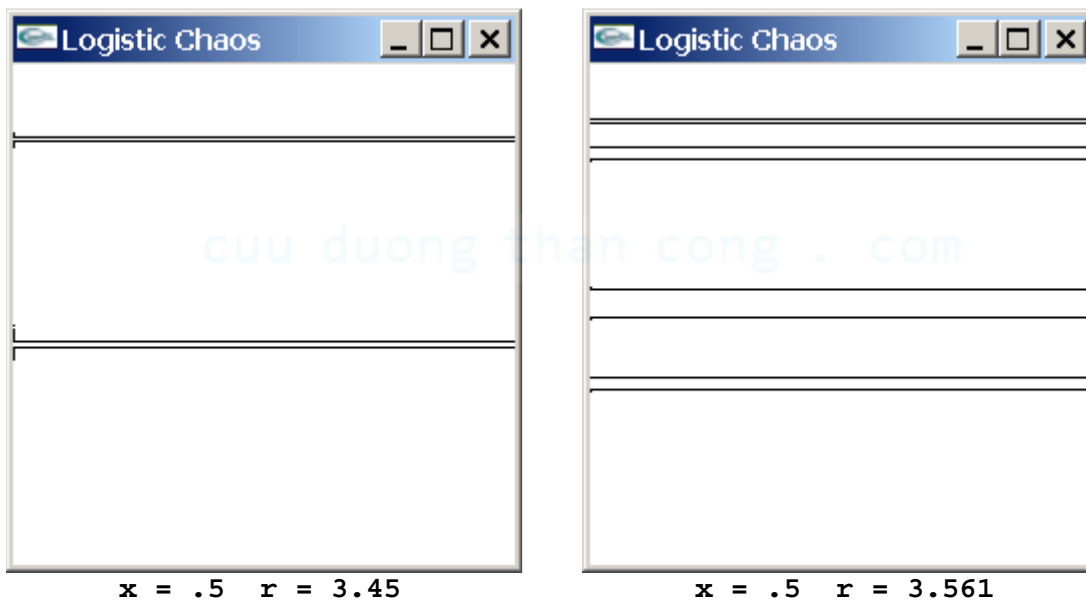 Logistic Chaos
Logistic Chaos
cuu duong than cong . com
x = .5 r = 3.45
x = .5 r = 3.561